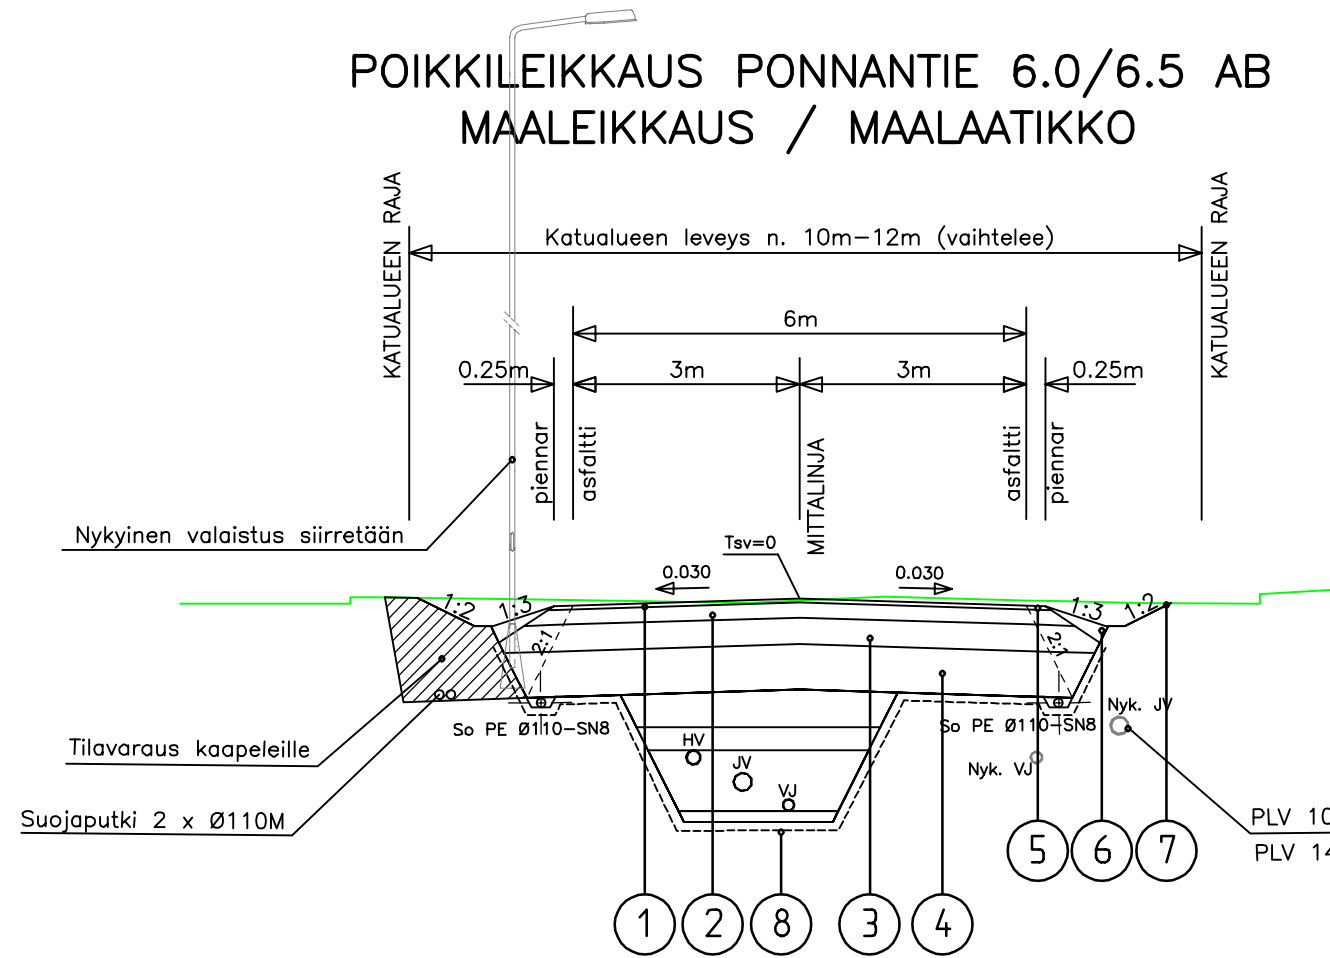 POIKKILEIKKAUS PONNANTIE 6.0/6.5 AB
MAALEIKKAUS / MAALAATIKKO
KATUALUEEN RAJA
KATUALUEEN RAJA
Katualueen leveys n. 10m-12m (vaihtelee)
6m
0.25m
3m
3m
0.25m
piennar
asfaltti
MITTALINJA
asfaltti
piennar
Nykyinen valaistus siirretään
Tsv=0
0.030
0.030
1:2
1:3
1:3
1:2
2:1
2:1
Nyk. JV
So PE Ø110-SN8
So PE Ø110-SN8
Tilavaraus kaapeleille
HV
JV
VJ
Nyk. VJ
Suojaputki 2 x Ø110M
PLV 10
PLV 14
5
6
7
1
2
8
3
4